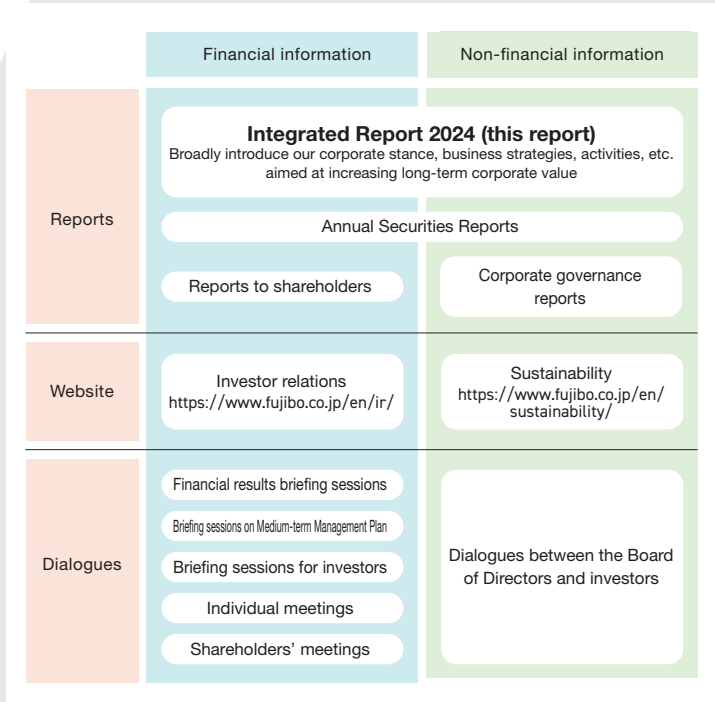 Financial information
Non-financial information
Reports
Integrated Report 2024 (this report)
Broadly introduce our corporate stance, business strategies, activities, etc.
aimed at increasing long-term corporate value
Annual Securities Reports
Reports to shareholders
Corporate governance
reports
Website
Investor relations
https://www.fujibo.co.jp/en/ir/
Sustainability
https://www.fujibo.co.jp/en/
sustainability/
Dialogues
Financial results briefing sessions
Briefing sessions on Medium-term Management Plan
Briefing sessions for investors
Individual meetings
Shareholders’ meetings
Dialogues between the Board
of Directors and investors